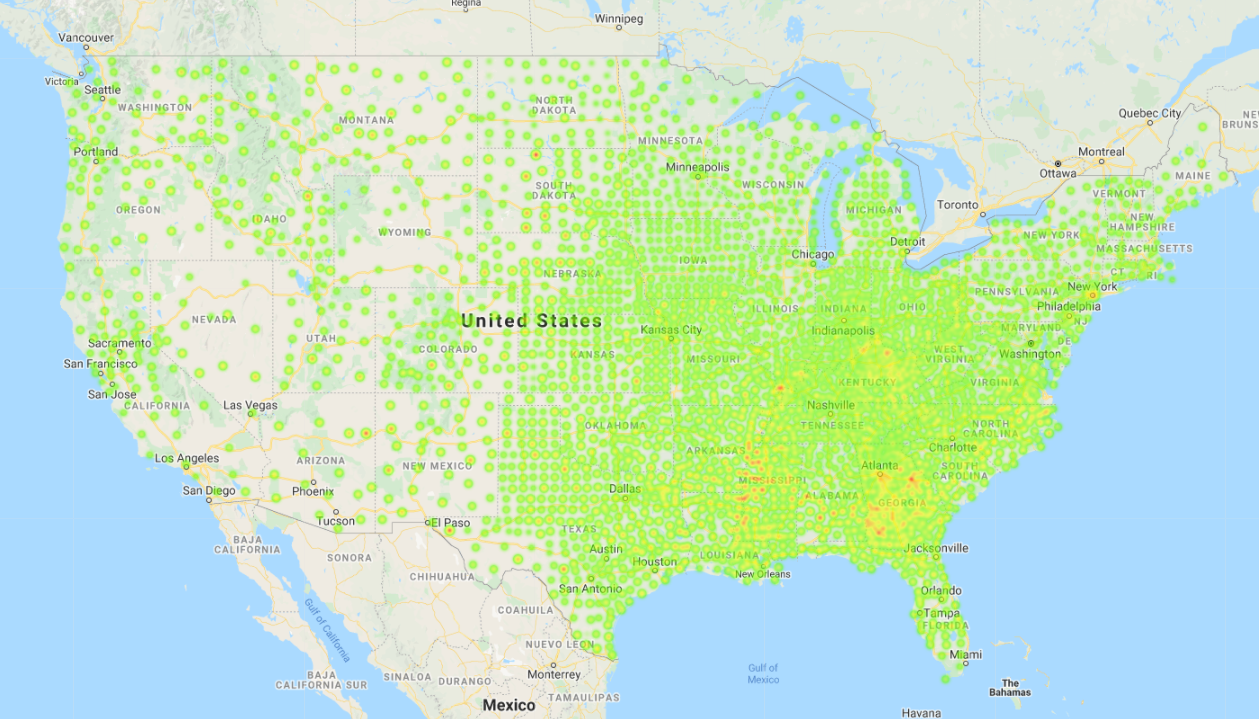 Regina
Winnipeg
Vancouver
Victoria
Seattle
WASHINGTON
MONTANA
NORTH
DAKOTA
MINNESOTA
Quebec City
NE
BRUNS
Portland
Minneapolis
Montreal
Ottawa
MAINE
OREGON
IDAHO
SOUTH
DAKOTA
WISCONSIN
MICHIGAN
Toronto
VERMONT
NEW
HAMPSHIRE
WYOMING
NEW YORK
MASSACHUSETTS
Chicago
Detroit
CT
RI
NEBRASKA
IOWA
New York
PENNSYLVANIA
Philadelphia
NJ
NEVADA
United States
ILLINOIS
INDIANA
OHIO
Indianapolis
Kansas City
MARYLAND
DE
Washington
Sacramento
San Francisco
San Jose
UTAH
COLORADO
KANSAS
MISSOURI
WEST
VIRGINIA
KENTUCKY
VIRGINIA
CALIFORNIA
Las Vegas
Nashville
TENNESSEE
NORTH
CAROLINA
Charlotte
OKLAHOMA
ARKANSAS
Los Angeles
ARIZONA
NEW MEXICO
Atlanta
SOUTH
CAROLINA
San Diego
Phoenix
Dallas
MISSISSIPPI
ALABAMA
GEORGIA
Tucson
El Paso
TEXAS
BAJA
CALIFORNIA
SONORA
CHIHUAHUA
Austin
Houston
LOUISIANA
New Orleans
Jacksonville
San Antonio
Orlando
Tampa
FLORIDA
COAHUILA
Gulf of California
NUEVO LEON
Miami
Monterrey
Gulf of
Mexico
BAJA
CALIFORNIA SUR
SINALOA
DURANGO
TAMAULIPAS
The
Bahamas
Mexico
Havana